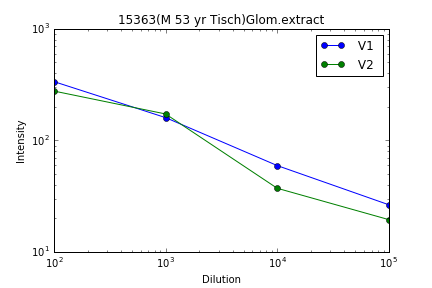 15363(M 53 yr Tisch)Glom.extract
10³
V1
V2
Intensity
10²
10¹
10² 10³ 10⁴ 10⁵
Dilution